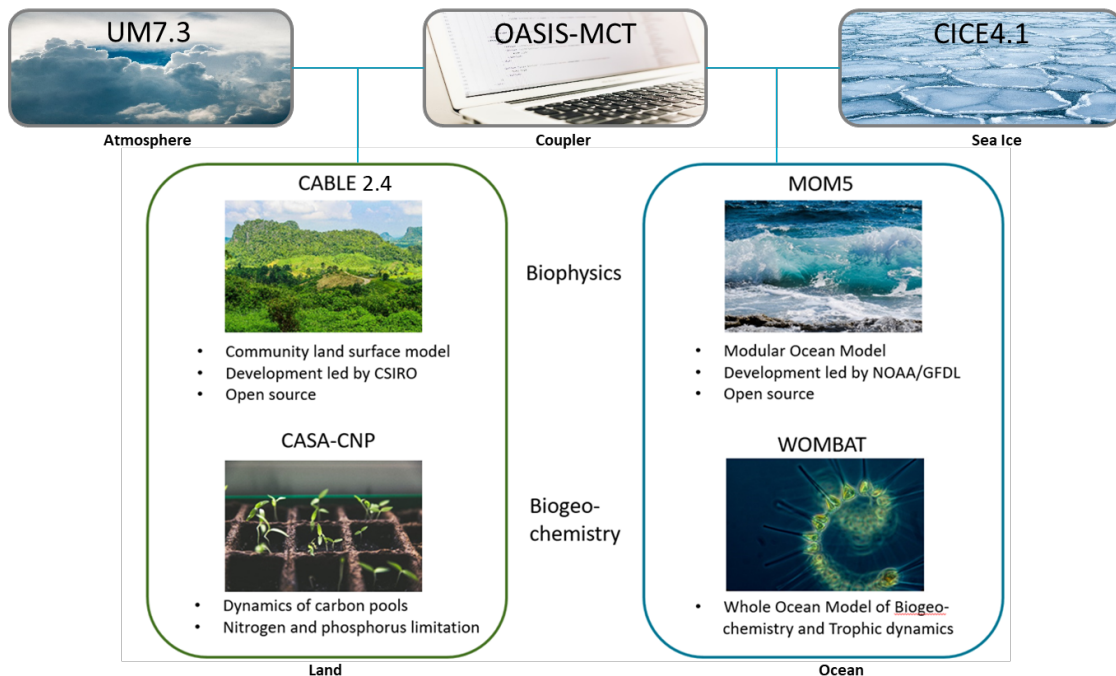 UM7.3
OASIS-MCT
CICE4.1
Atmosphere
Coupler
Sea Ice
CABLE 2.4
MOM5
Biophysics
• Community land surface model
• Development led by CSIRO
• Open source
• Modular Ocean Model
• Development led by NOAA/GFDL
• Open source
CASA-CNP
WOMBAT
Biogeo-
chemistry
• Dynamics of carbon pools
• Nitrogen and phosphorus limitation
• Whole Ocean Model of Biogeo-
chemistry and Trophic dynamics
Land
Ocean